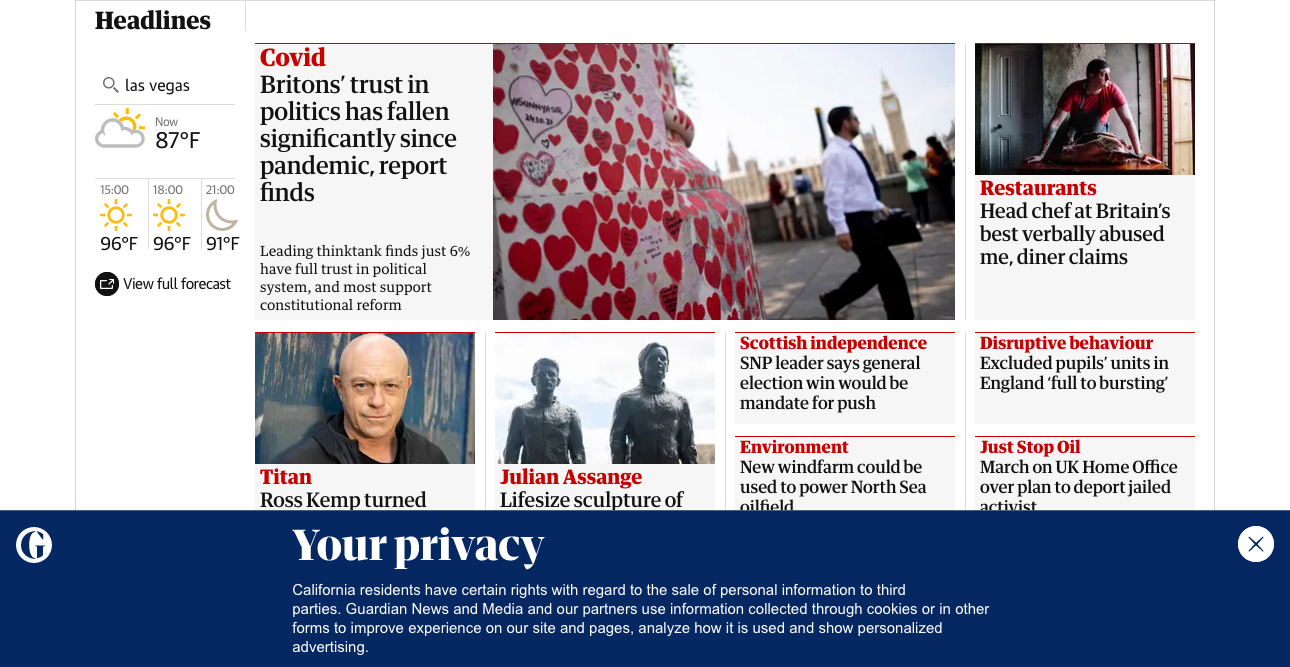 Headlines
las vegas
Now
87°F
15:00
18:00
21:00
96°F
96°F
91°F
View full forecast
Covid
Britons’ trust in
politics has fallen
significantly since
pandemic, report
finds
Leading thinktank finds just 6%
have full trust in political
system, and most support
constitutional reform
Restaurants
Head chef at Britain’s
best verbally abused
me, diner claims
Titan
Ross Kemp turned
Julian Assange
Lifesize sculpture of
Scottish independence
SNP leader says general
election win would be
mandate for push
Environment
New windfarm could be
used to power North Sea
oilfield
Disruptive behaviour
Excluded pupils’ units in
England ‘full to bursting’
Just Stop Oil
March on UK Home Office
over plan to deport jailed
activist
G
Your privacy
California residents have certain rights with regard to the sale of personal information to third
parties. Guardian News and Media and our partners use information collected through cookies or in other
forms to improve experience on our site and pages, analyze how it is used and show personalized
advertising.